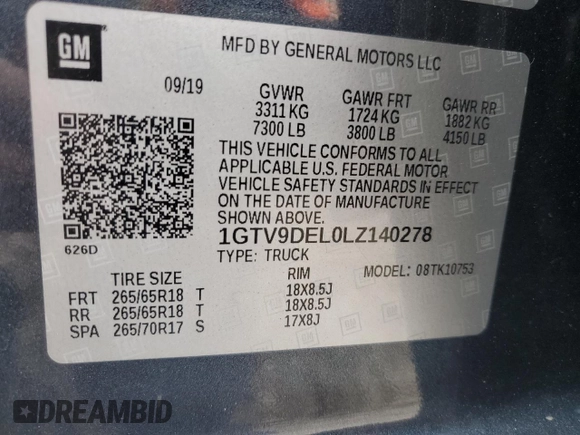 GM
MFD BY GENERAL MOTORS LLC
09/19
GVWR GAWR FRT GAWR RR
3311 KG 1724 KG 1882 KG
7300 LB 3800 LB 4150 LB
THIS VEHICLE CONFORMS TO ALL
APPLICABLE U.S. FEDERAL MOTOR
VEHICLE SAFETY STANDARDS IN EFFECT
ON THE DATE OF MANUFACTURE
SHOWN ABOVE.
626D
1GTV9DEL0LZ140278
TYPE: TRUCK MODEL: 08TK10753
TIRE SIZE RIM
FRT 265/65R18 T 18X8.5J
RR 265/65R18 T 18X8.5J
SPA 265/70R17 S 17X8J
DREAMBID